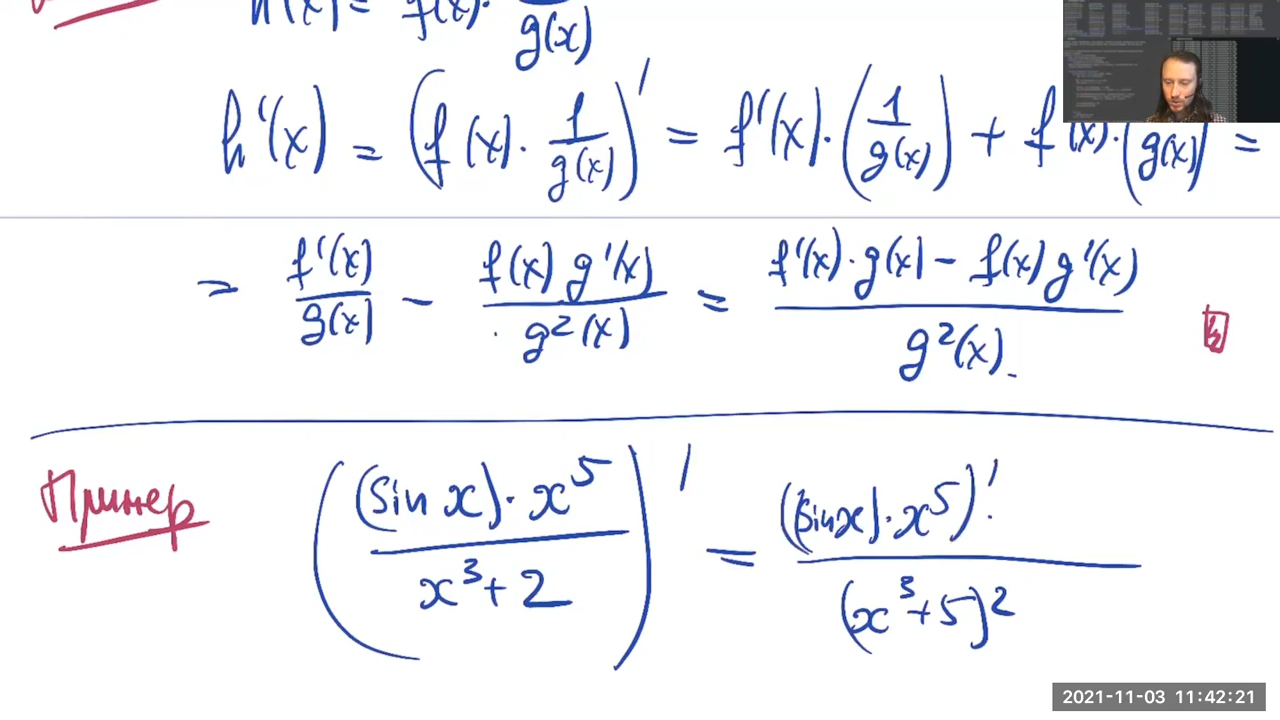 h(x) = f(x) · 1/g(x)
h'(x) = (f(x) · 1/g(x))' = f'(x) · (1/g(x)) + f(x) · (1/g(x))' =
= f'(x)/g(x) − f(x) g'(x)/g²(x) = (f'(x) · g(x) − f(x) g'(x))/g²(x)
Пример ((sin x) · x⁵/(x³ + 2))' = ((sin x) · x⁵)' ·/(x³ + 5)²
2021-11-03 11:42:21